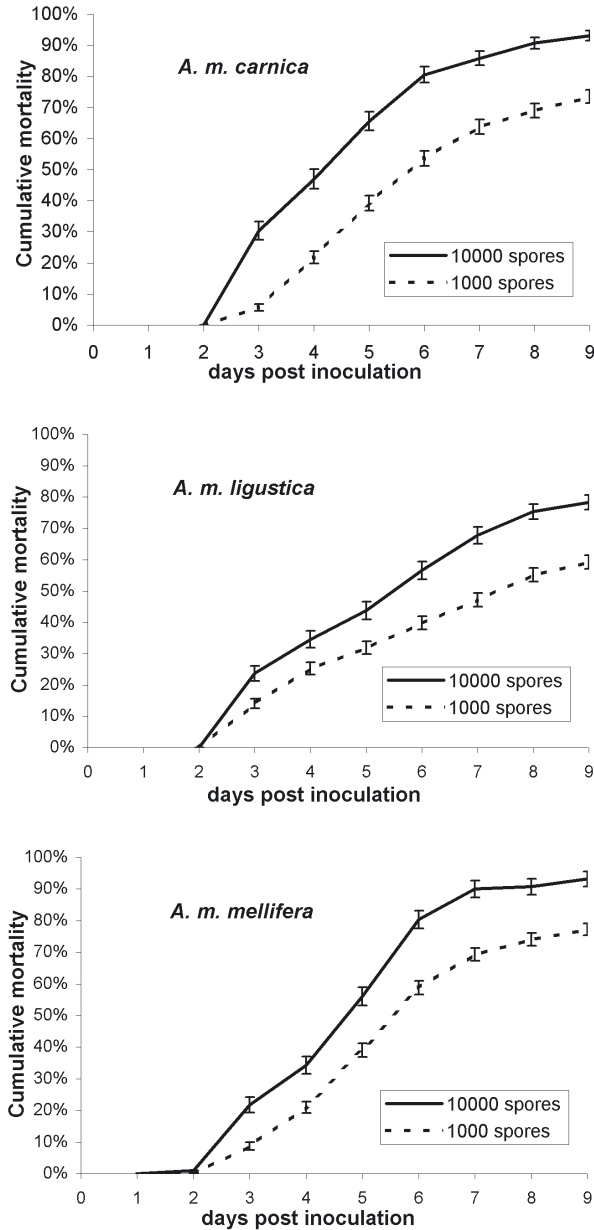 100%
90%
80%
70%
60%
50%
40%
30%
20%
10%
0%
Cumulative mortality
A. m. carnica
10000 spores
1000 spores
0 1 2 3 4 5 6 7 8 9
days post inoculation
100%
90%
80%
70%
60%
50%
40%
30%
20%
10%
0%
Cumulative mortality
A. m. ligustica
10000 spores
1000 spores
0 1 2 3 4 5 6 7 8 9
days post inoculation
100%
90%
80%
70%
60%
50%
40%
30%
20%
10%
0%
Cumulative mortality
A. m. mellifera
10000 spores
1000 spores
0 1 2 3 4 5 6 7 8 9
days post inoculation